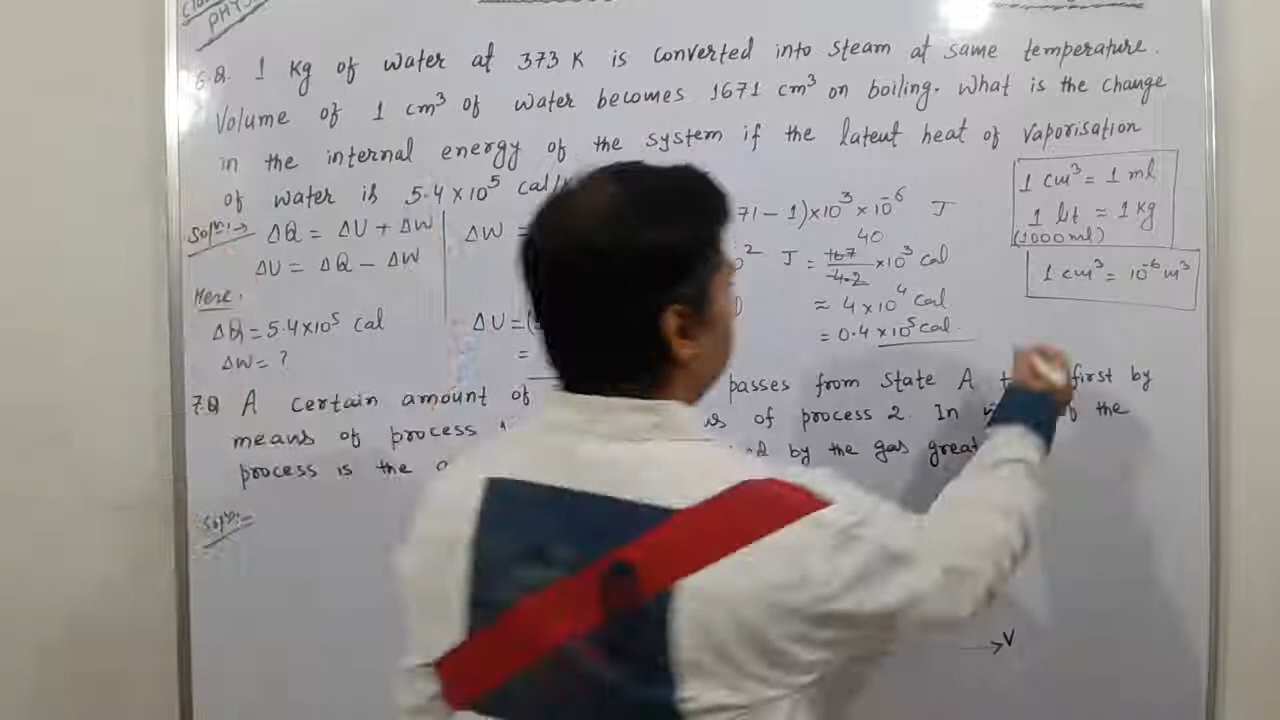 PHY
6.Q. 1 Kg of water at 373 K is converted into steam at same temperature.
Volume of 1 cm³ of water becomes 1671 cm³ on boiling. What is the change
in the internal energy of the system if the latent heat of vaporisation
of water is 5.4 × 10⁵ cal/
Solⁿ:→ ΔQ = ΔU + ΔW
ΔU = ΔQ - ΔW
Here,
ΔQ = 5.4×10⁵ cal
ΔW = ?
ΔW =
71 - 1) × 10³ × 10⁻⁶ J
40
² J = 167/4.2 × 10³ cal
≈ 4 × 10⁴ cal
= 0.4 × 10⁵ cal.
ΔU = (
=
1 cm³ = 1 ml
1 lit = 1 kg
(1000 ml)
1 cm³ = 10⁻⁶ m³
7.Q A certain amount of passes from state A first by
means of process of process 2. In of the
process is the by the gas great
Solⁿ:-
→V